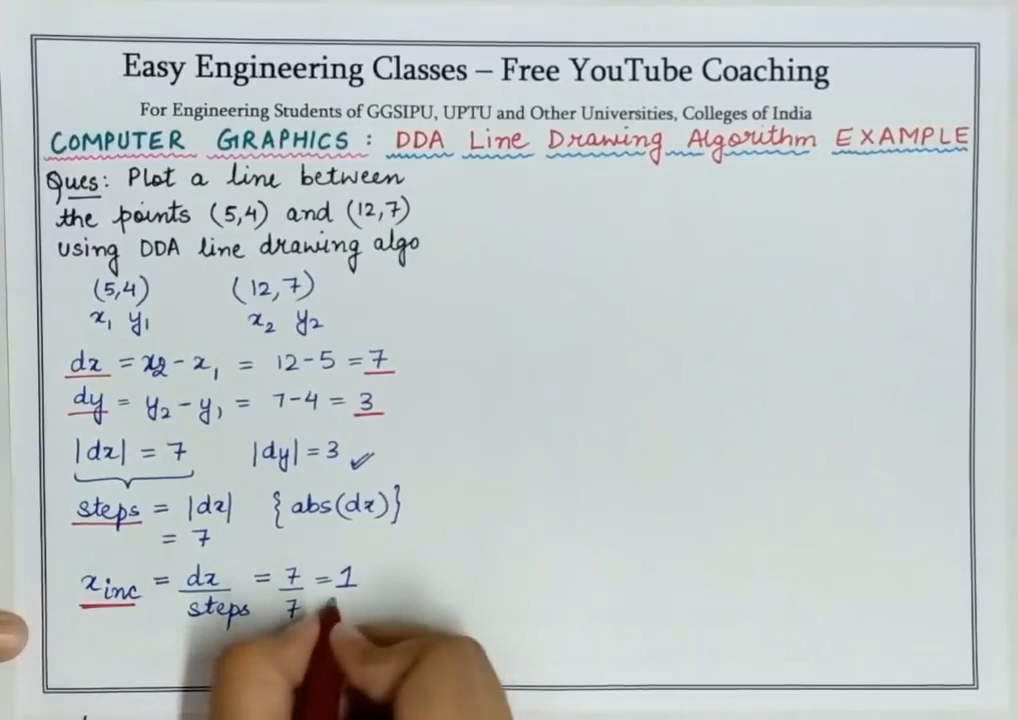 Easy Engineering Classes – Free YouTube Coaching
For Engineering Students of GGSIPU, UPTU and Other Universities, Colleges of India
COMPUTER GRAPHICS : DDA Line Drawing Algorithm EXAMPLE
Ques: Plot a line between
the points (5,4) and (12,7)
using DDA line drawing algo
(5,4) (12,7)
x₁ y₁ x₂ y₂
dx = x₂ - x₁ = 12-5 = 7
dy = y₂ - y₁ = 7-4 = 3
|dx| = 7 |dy| = 3 ✓
steps = |dx| {abs(dx)}
= 7
xinc = dx/steps = 7/7 = 1